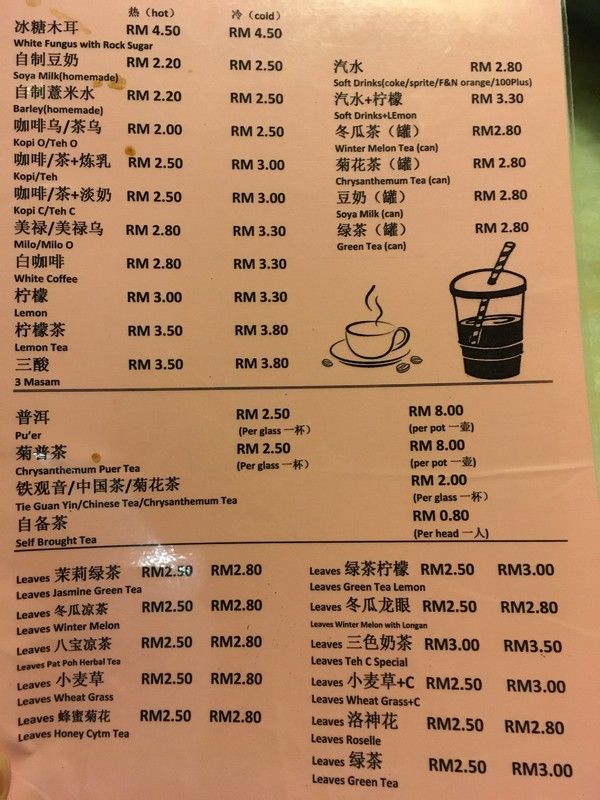 热（hot） 冷（cold）
冰糖木耳 RM 4.50 RM 4.50
White Fungus with Rock Sugar
自制豆奶 RM 2.20 RM 2.50
Soya Milk(homemade)
自制薏米水 RM 2.20 RM 2.50
Barley(homemade)
咖啡乌/茶乌 RM 2.00 RM 2.50
Kopi O/Teh O
咖啡/茶+炼乳 RM 2.50 RM 3.00
Kopi/Teh
咖啡/茶+淡奶 RM 2.50 RM 3.00
Kopi C/Teh C
美禄/美禄乌 RM 2.80 RM 3.30
Milo/Milo O
白咖啡 RM 2.80 RM 3.30
White Coffee
柠檬 RM 3.00 RM 3.30
Lemon
柠檬茶 RM 3.50 RM 3.80
Lemon Tea
三酸 RM 3.50 RM 3.80
3 Masam
汽水 RM 2.80
Soft Drinks(coke/sprite/F&N orange/100Plus)
汽水+柠檬 RM 3.30
Soft Drinks+LEmon
冬瓜茶（罐） RM2.80
Winter Melon Tea (can)
菊花茶（罐） RM 2.80
Chrysanthemum Tea (can)
豆奶（罐） RM 2.80
Soya Milk (can)
绿茶（罐） RM 2.80
Green Tea (can)
普洱 RM 2.50 RM 8.00
Pu'er (Per glass 一杯） (per pot 一壶)
菊普茶 RM 2.50 RM 8.00
Chrysanthemum Puer Tea (Per glass 一杯） (per pot 一壶)
铁观音/中国茶/菊花茶 RM 2.00
Tie Guan Yin/Chinese Tea/Chrysanthemum Tea (Per glass 一杯)
自备茶 RM 0.80
Self Brought Tea (Per head 一人)
Leaves 茉莉绿茶 RM2.50 RM2.80
Leaves Jasmine Green Tea
Leaves 冬瓜凉茶 RM2.50 RM2.80
Leaves Winter Melon
Leaves 八宝凉茶 RM2.50 RM2.80
Leaves Pat Poh Herbal Tea
Leaves 小麦草 RM2.50 RM2.80
Leaves Wheat Grass
Leaves 蜂蜜菊花 RM2.50 RM2.80
Leaves Honey Cytm Tea
Leaves 绿茶柠檬 RM2.50 RM3.00
Leaves Green Tea Lemon
Leaves 冬瓜龙眼 RM2.50 RM2.80
Leaves Winter Melon with Longan
Leaves 三色奶茶 RM3.00 RM3.50
Leaves Teh C Special
Leaves 小麦草+C RM2.50 RM3.00
Leaves Wheat Grass+C
Leaves 洛神花 RM2.50 RM2.80
Leaves Roselle
Leaves 绿茶 RM2.50 RM3.00
Leaves Green Tea